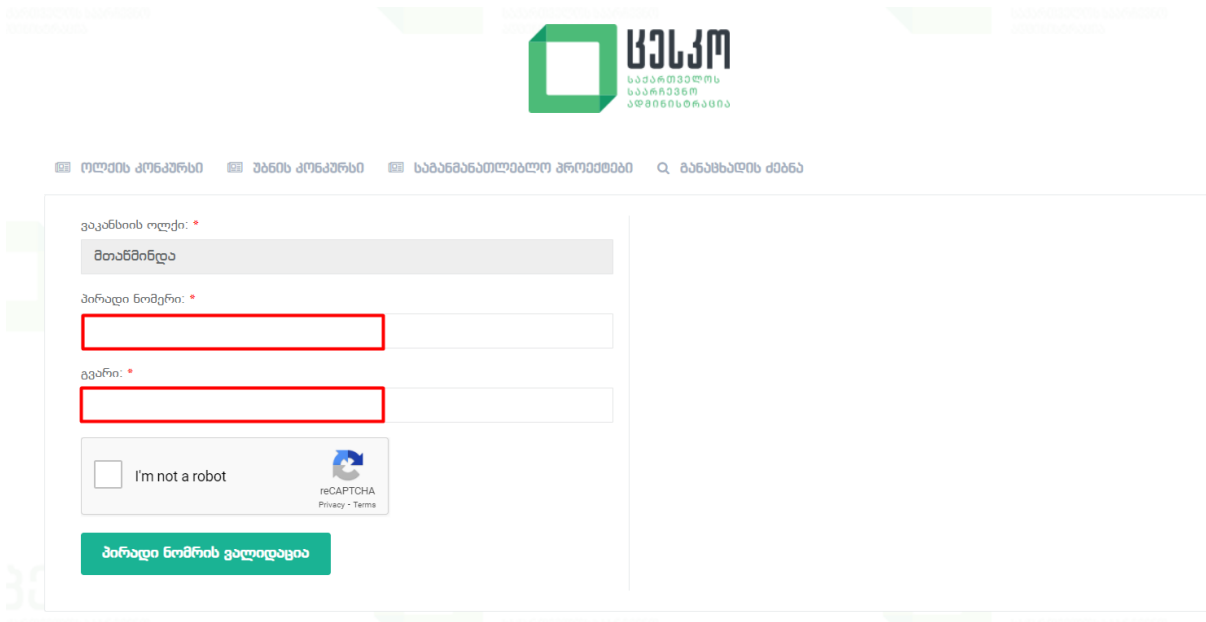 ცესკო
საქართველოს
საარჩევნო
ადმინისტრაცია
ოლქის კონკურსი უბნის კონკურსი საგანმანათლებლო პროექტები განაცხადის ძებნა
ვაკანსიის ოლქი: *
მთაწმინდა
პირადი ნომერი: *
გვარი: *
I'm not a robot
reCAPTCHA
Privacy - Terms
პირადი ნომრის ვალიდაცია